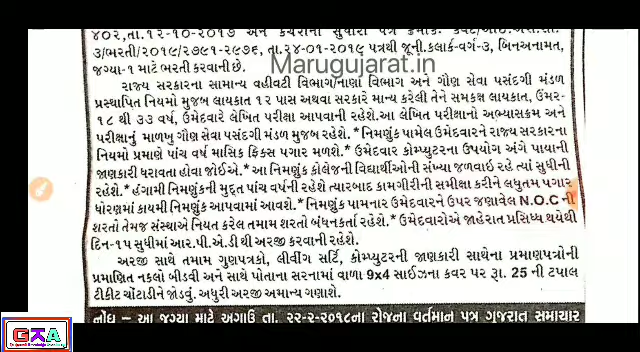 ૪૦૨,તા.૧૨-૧૦-૨૦૧૭ અને કચેરીના સુધારા પત્ર ક્રમાંક
૩/ભરતી/૨૦૧૯/૨૭૯૧-૨૯૭૬, તા.૨૪-૦૧-૨૦૧૯ પત્રથી જૂની. કલાર્ક-વર્ગ-૩, બિનઅનામત,
જગ્યા-૧ માટે ભરતી કરવાની છે.
Marugujarat.in
રાજ્ય સરકારના સામાન્ય વહીવટી વિભાગ/નાણા વિભાગ અને ગૌણ સેવા પસંદગી મંડળ
પ્રસ્થાપિત નિયમો મુજબ લાયકાત ૧૨ પાસ અથવા સરકારે માન્ય કરેલી તેને સમકક્ષ લાયકાત, ઉંમર-
૧૮ થી ૩૩ વર્ષ, ઉમેદવારે લેખિત પરીક્ષા આપવાની રહેશે. આ લેખિત પરીક્ષાનો અભ્યાસક્રમ અને
પરીક્ષાનું માળખુ ગૌણ સેવા પસંદગી મંડળ મુજબ રહેશે. * નિમણુંક પામેલ ઉમેદવારને રાજ્ય સરકારના
નિયમો પ્રમાણે પાંચ વર્ષ માસિક ફિક્સ પગાર મળશે. * ઉમેદવાર કોમ્પ્યુટરના ઉપયોગ અંગે પાયાની
જાણકારી ધરાવતા હોવા જોઈએ. * આ નિમણુંક કોલેજની વિદ્યાર્થીઓની સંખ્યા જળવાઈ રહે ત્યાં સુધીની
રહેશે. * હંગામી નિમણુંકની મુદ્દત પાંચ વર્ષની રહેશે ત્યારબાદ કામગીરીની સમીક્ષા કરીને લઘુતમ પગાર
ધોરણમાં કાયમી નિમણુંક આપવામાં આવશે. * નિમણુંક પામનાર ઉમેદવારને ઉપર જણાવેલ N.O.C ની
શરતો તેમજ સંસ્થાએ નિયત કરેલ તમામ શરતો બંધનકર્તા રહેશે. * ઉમેદવારોએ જાહેરાત પ્રસિધ્ધ થયેથી
દિન-૧૫ સુધીમાં આર.પી.એ.ડી થી અરજી કરવાની રહેશે.
અરજી સાથે તમામ ગુણપત્રકો, લીવીંગ સર્ટિ, કોમ્પ્યુટરની જાણકારી સાથેના પ્રમાણપત્રોની
પ્રમાણિત નકલો બીડવી અને સાથે પોતાના સરનામા વાળા 9x4 સાઈઝના કવર પર રૂા. 25 ની ટપાલ
ટીકીટ ચોંટાડીને જોડવું. અધુરી અરજી અમાન્ય ગણાશે.
નોંધ - આ જગ્યા માટે અગાઉ તા. ૨૨-૨-૨૦૧૮ના રોજના વર્તમાન પત્ર ગુજરાત સમાચાર
GKA